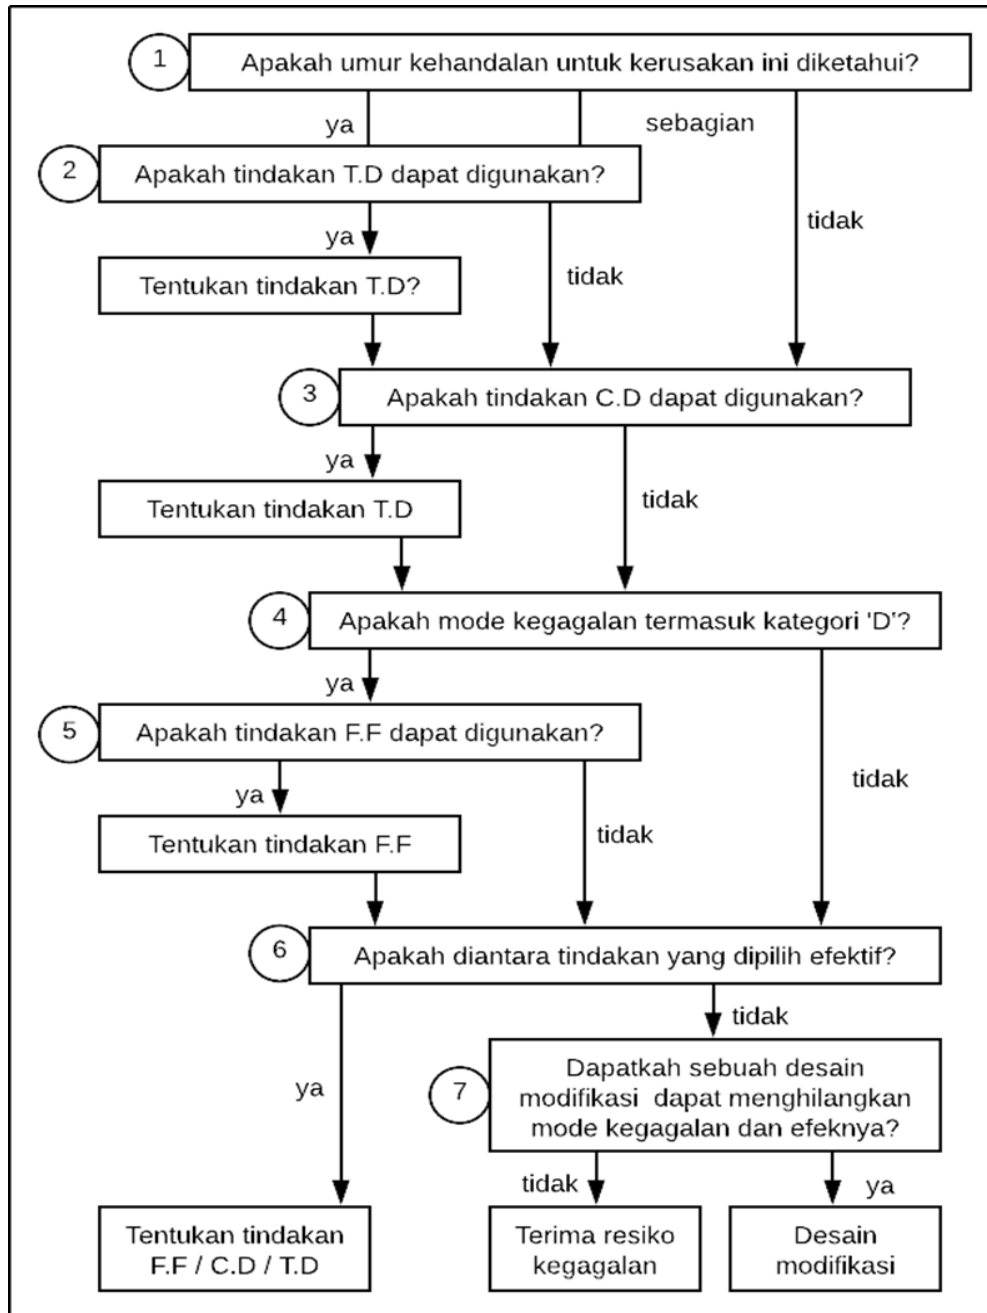 1
Apakah umur kehandalan untuk kerusakan ini diketahui?
ya
sebagian
tidak
2
Apakah tindakan T.D dapat digunakan?
ya
tidak
Tentukan tindakan T.D?
3
Apakah tindakan C.D dapat digunakan?
ya
tidak
Tentukan tindakan T.D
4
Apakah mode kegagalan termasuk kategori 'D'?
ya
tidak
5
Apakah tindakan F.F dapat digunakan?
ya
tidak
Tentukan tindakan F.F
6
Apakah diantara tindakan yang dipilih efektif?
ya
tidak
7
Dapatkah sebuah desain
modifikasi dapat menghilangkan
mode kegagalan dan efeknya?
tidak
ya
Tentukan tindakan
F.F / C.D / T.D
Terima resiko
kegagalan
Desain
modifikasi